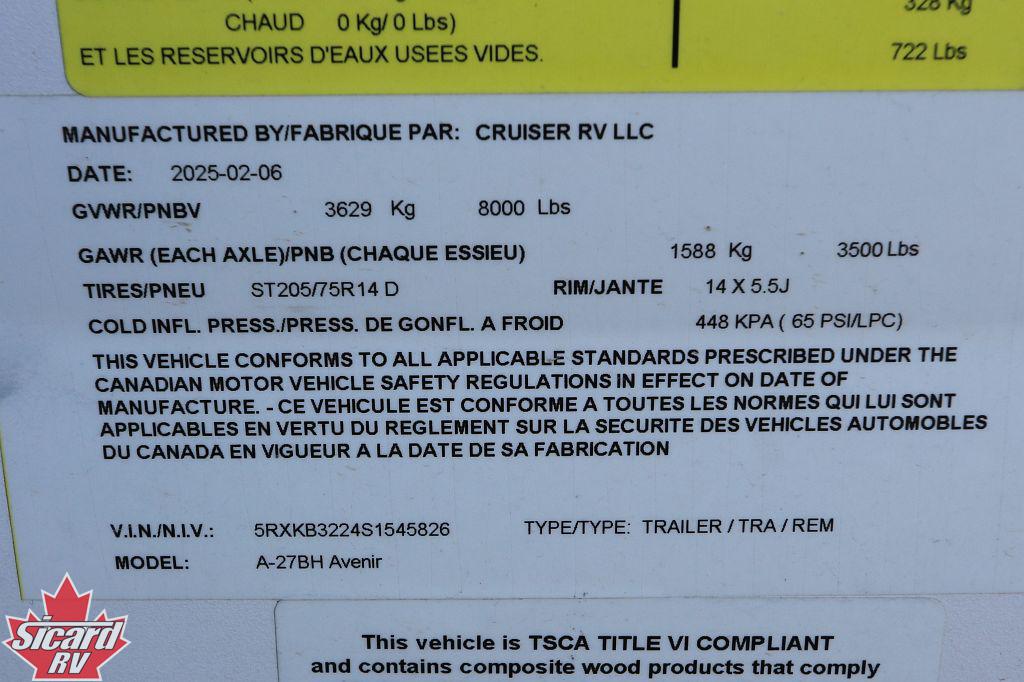 CHAUD 0 Kg/ 0 Lbs)
328 Kg
ET LES RESERVOIRS D'EAUX USEES VIDES.
722 Lbs
MANUFACTURED BY/FABRIQUE PAR: CRUISER RV LLC
DATE: 2025-02-06
GVWR/PNBV 3629 Kg 8000 Lbs
GAWR (EACH AXLE)/PNB (CHAQUE ESSIEU) 1588 Kg 3500 Lbs
TIRES/PNEU ST205/75R14 D RIM/JANTE 14 X 5.5J
COLD INFL. PRESS./PRESS. DE GONFL. A FROID 448 KPA ( 65 PSI/LPC)
THIS VEHICLE CONFORMS TO ALL APPLICABLE STANDARDS PRESCRIBED UNDER THE
CANADIAN MOTOR VEHICLE SAFETY REGULATIONS IN EFFECT ON DATE OF
MANUFACTURE. - CE VEHICULE EST CONFORME A TOUTES LES NORMES QUI LUI SONT
APPLICABLES EN VERTU DU REGLEMENT SUR LA SECURITE DES VEHICLES AUTOMOBLES
DU CANADA EN VIGUEUR A LA DATE DE SA FABRICATION
V.I.N./N.I.V.: 5RXKB3224S1545826 TYPE/TYPE: TRAILER / TRA / REM
MODEL: A-27BH Avenir
Sicard
RV
This vehicle is TSCA TITLE VI COMPLIANT
and contains composite wood products that comply